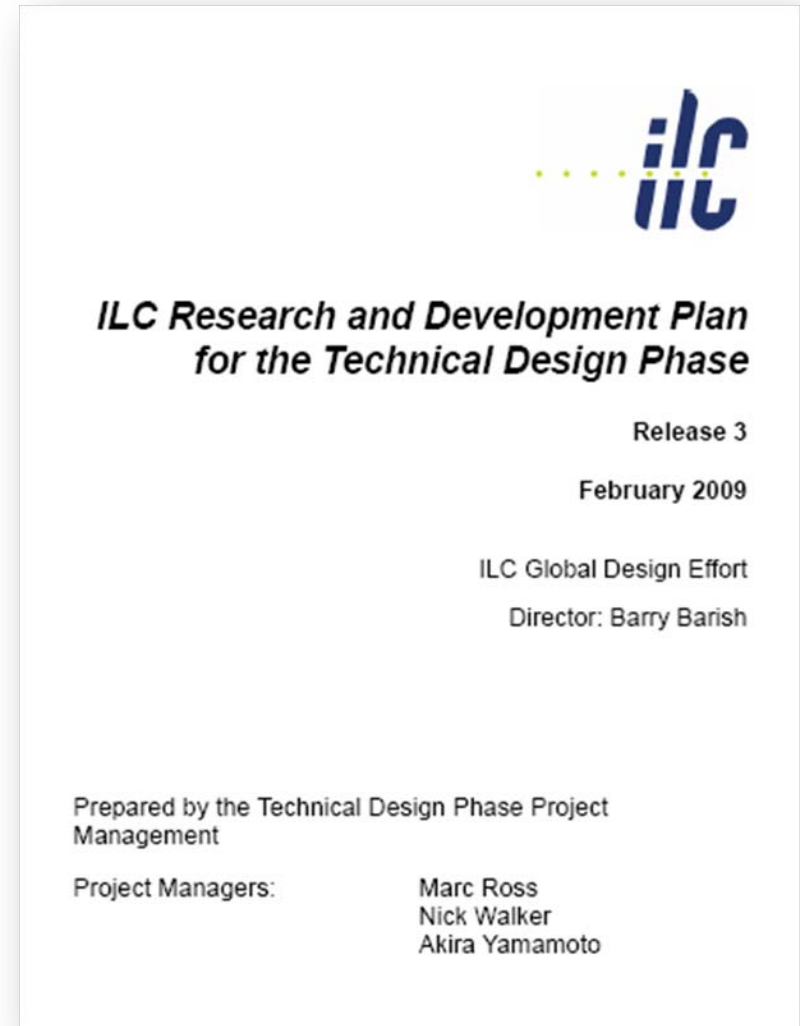 ilc
ILC Research and Development Plan
for the Technical Design Phase
Release 3
February 2009
ILC Global Design Effort
Director: Barry Barish
Prepared by the Technical Design Phase Project
Management
Project Managers: Marc Ross
Nick Walker
Akira Yamamoto